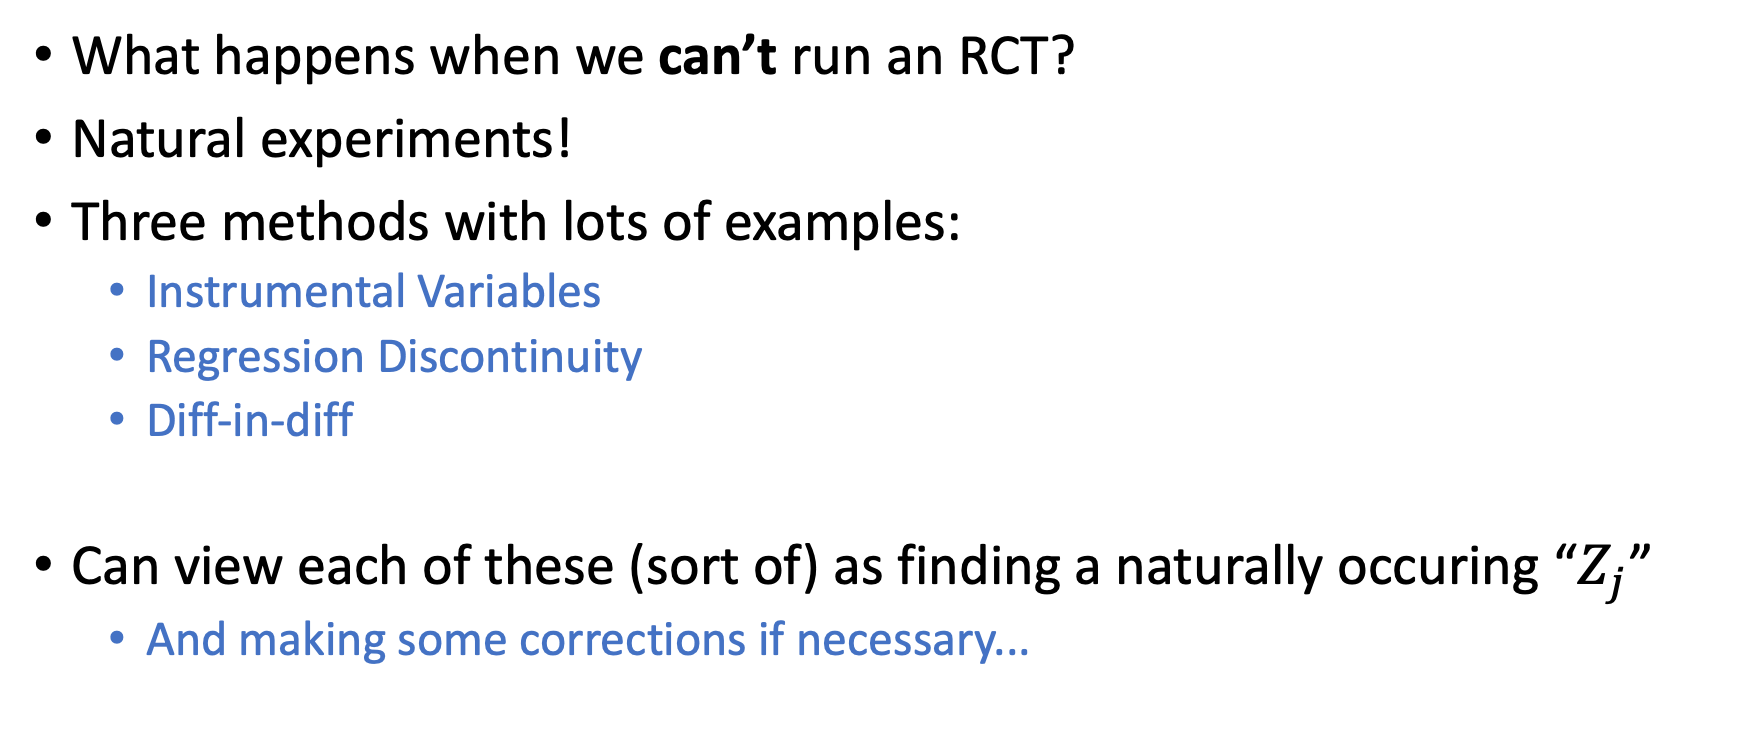 • What happens when we can’t run an RCT?
• Natural experiments!
• Three methods with lots of examples:
• Instrumental Variables
• Regression Discontinuity
• Diff-in-diff
• Can view each of these (sort of) as finding a naturally occuring “Zⱼ”
• And making some corrections if necessary...